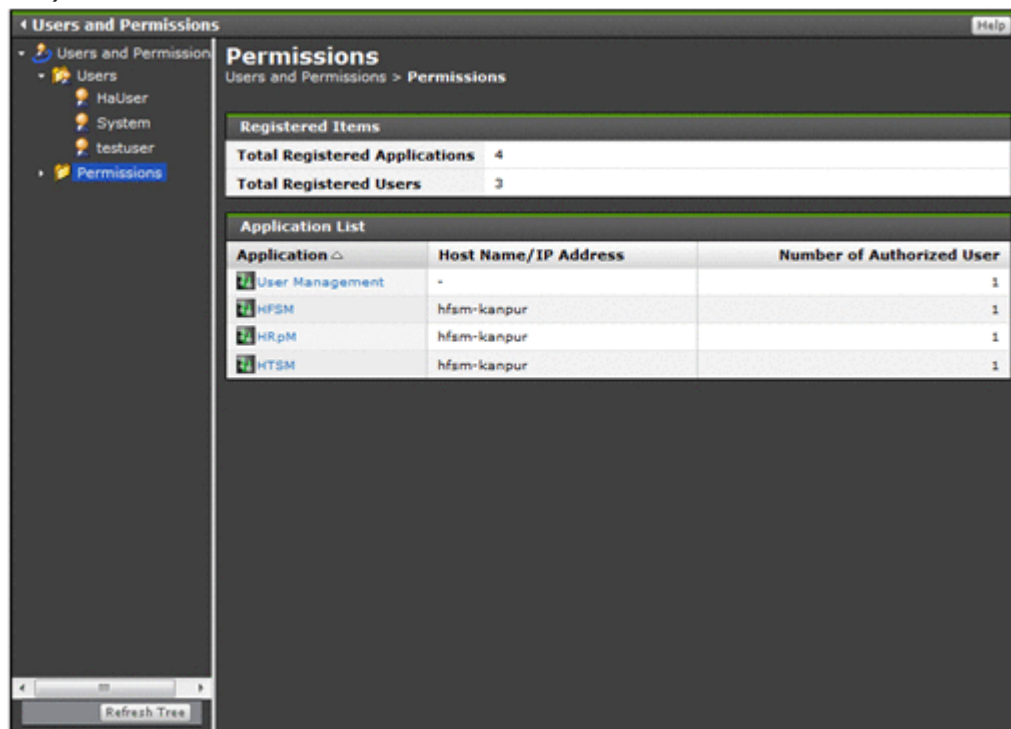 Users and Permissions
Help
Users and Permission
Users
HaUser
System
testuser
Permissions
Refresh Tree
Permissions
Users and Permissions > Permissions
Registered Items
Total Registered Applications 4
Total Registered Users 3
Application List
Application Host Name/IP Address Number of Authorized User
User Management - 1
HFSM hfsm-kanpur 1
HRpM hfsm-kanpur 1
HTSM hfsm-kanpur 1